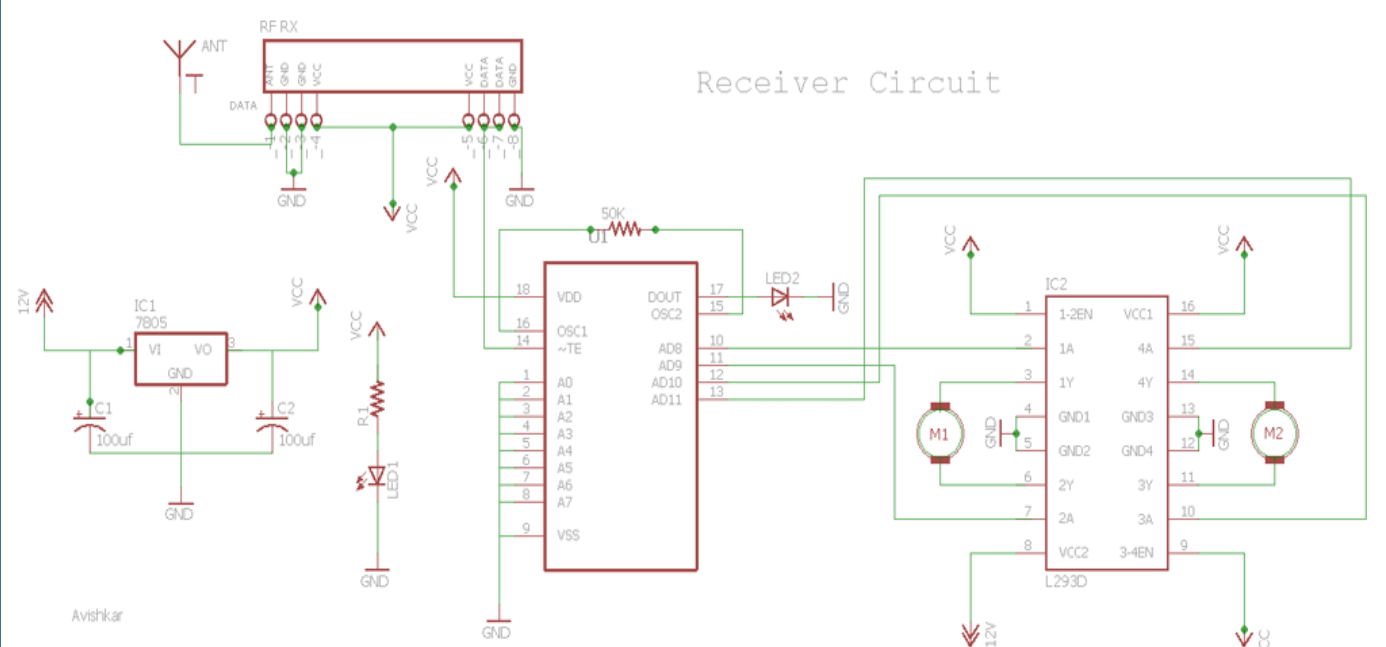 RF RX
ANT
T
ANT
GND
GND
VCC
VCC
DATA
DATA
GND
DATA
_-1
_-2
_-3
_-4
_-5
_-6
_-7
_-8
GND
VCC
GND
Receiver Circuit
VCC
50K
U1
18 VDD DOUT 17
OSC2 15
16 OSC1
14 ~TE AD8 10
AD9 11
1 A0 AD10 12
2 A1 AD11 13
3 A2
4 A3
5 A4
6 A5
7 A6
8 A7
9 VSS
GND
LED2
GND
12V
IC1
7805
1 VI VO 3
GND
2
VCC
C1
+
100uf
C2
+
100uf
GND
VCC
R1
LED1
GND
VCC
VCC
IC2
1 1-2EN VCC1 16
2 1A 4A 15
3 1Y 4Y 14
4 GND1 GND3 13
5 GND2 GND4 12
6 2Y 3Y 11
7 2A 3A 10
8 VCC2 3-4EN 9
L293D
M1
GND
GND
M2
12V
CC
Avishkar